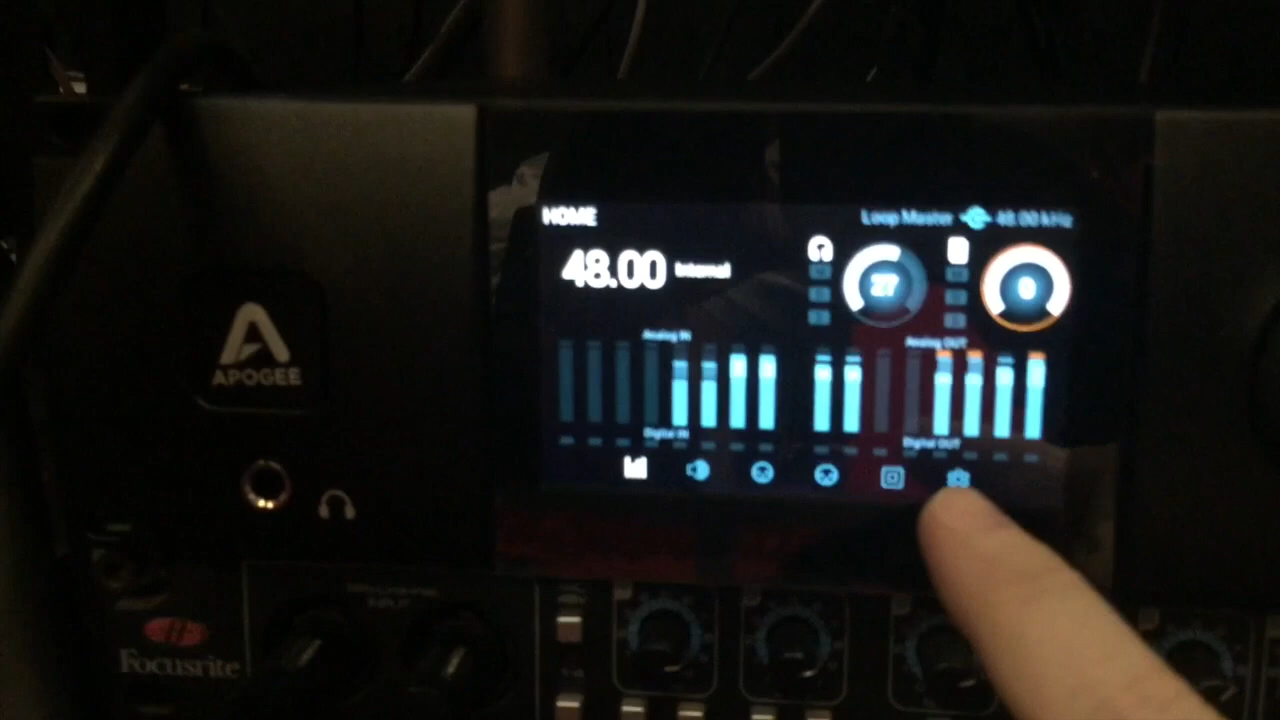 HOME
Loop Master 48.00 kHz
48.00 Internal
27
0
Analog IN
Analog OUT
Digital IN
Digital OUT
APOGEE
Focusrite